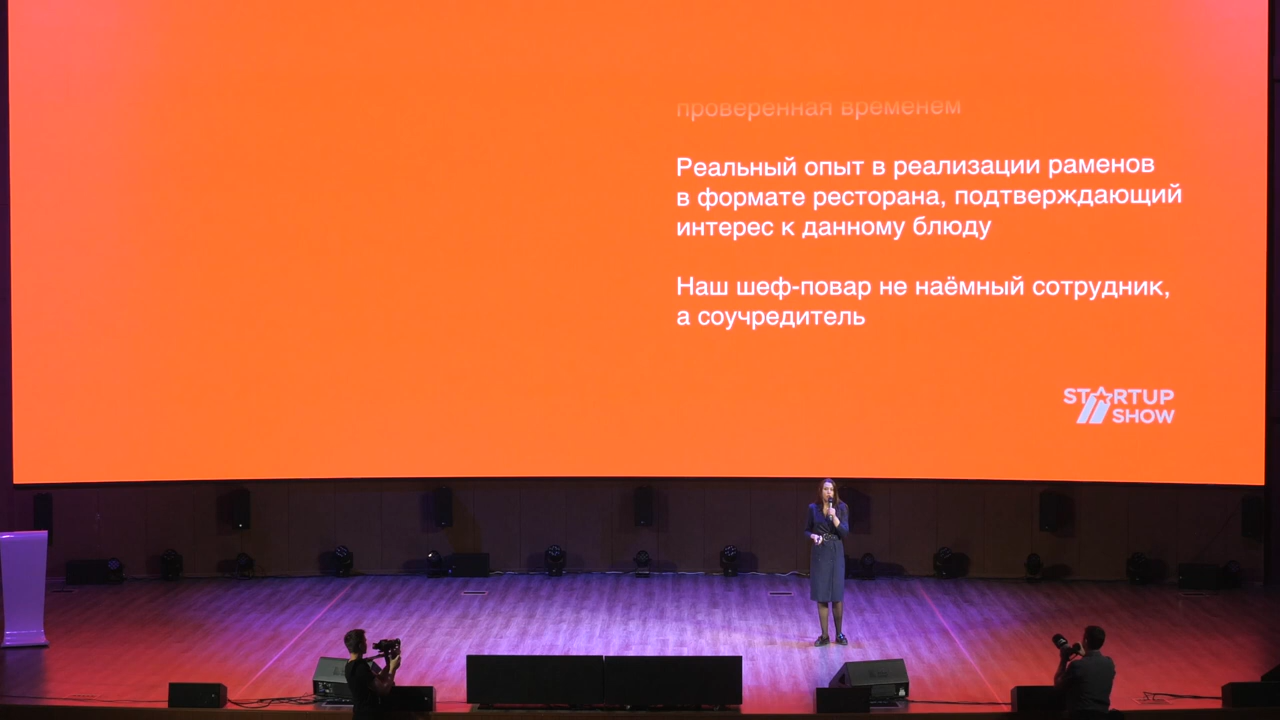 проверенная временем
Реальный опыт в реализации раменов
в формате ресторана, подтверждающий
интерес к данному блюду
Наш шеф-повар не наёмный сотрудник,
а соучредитель
STARTUP
SHOW